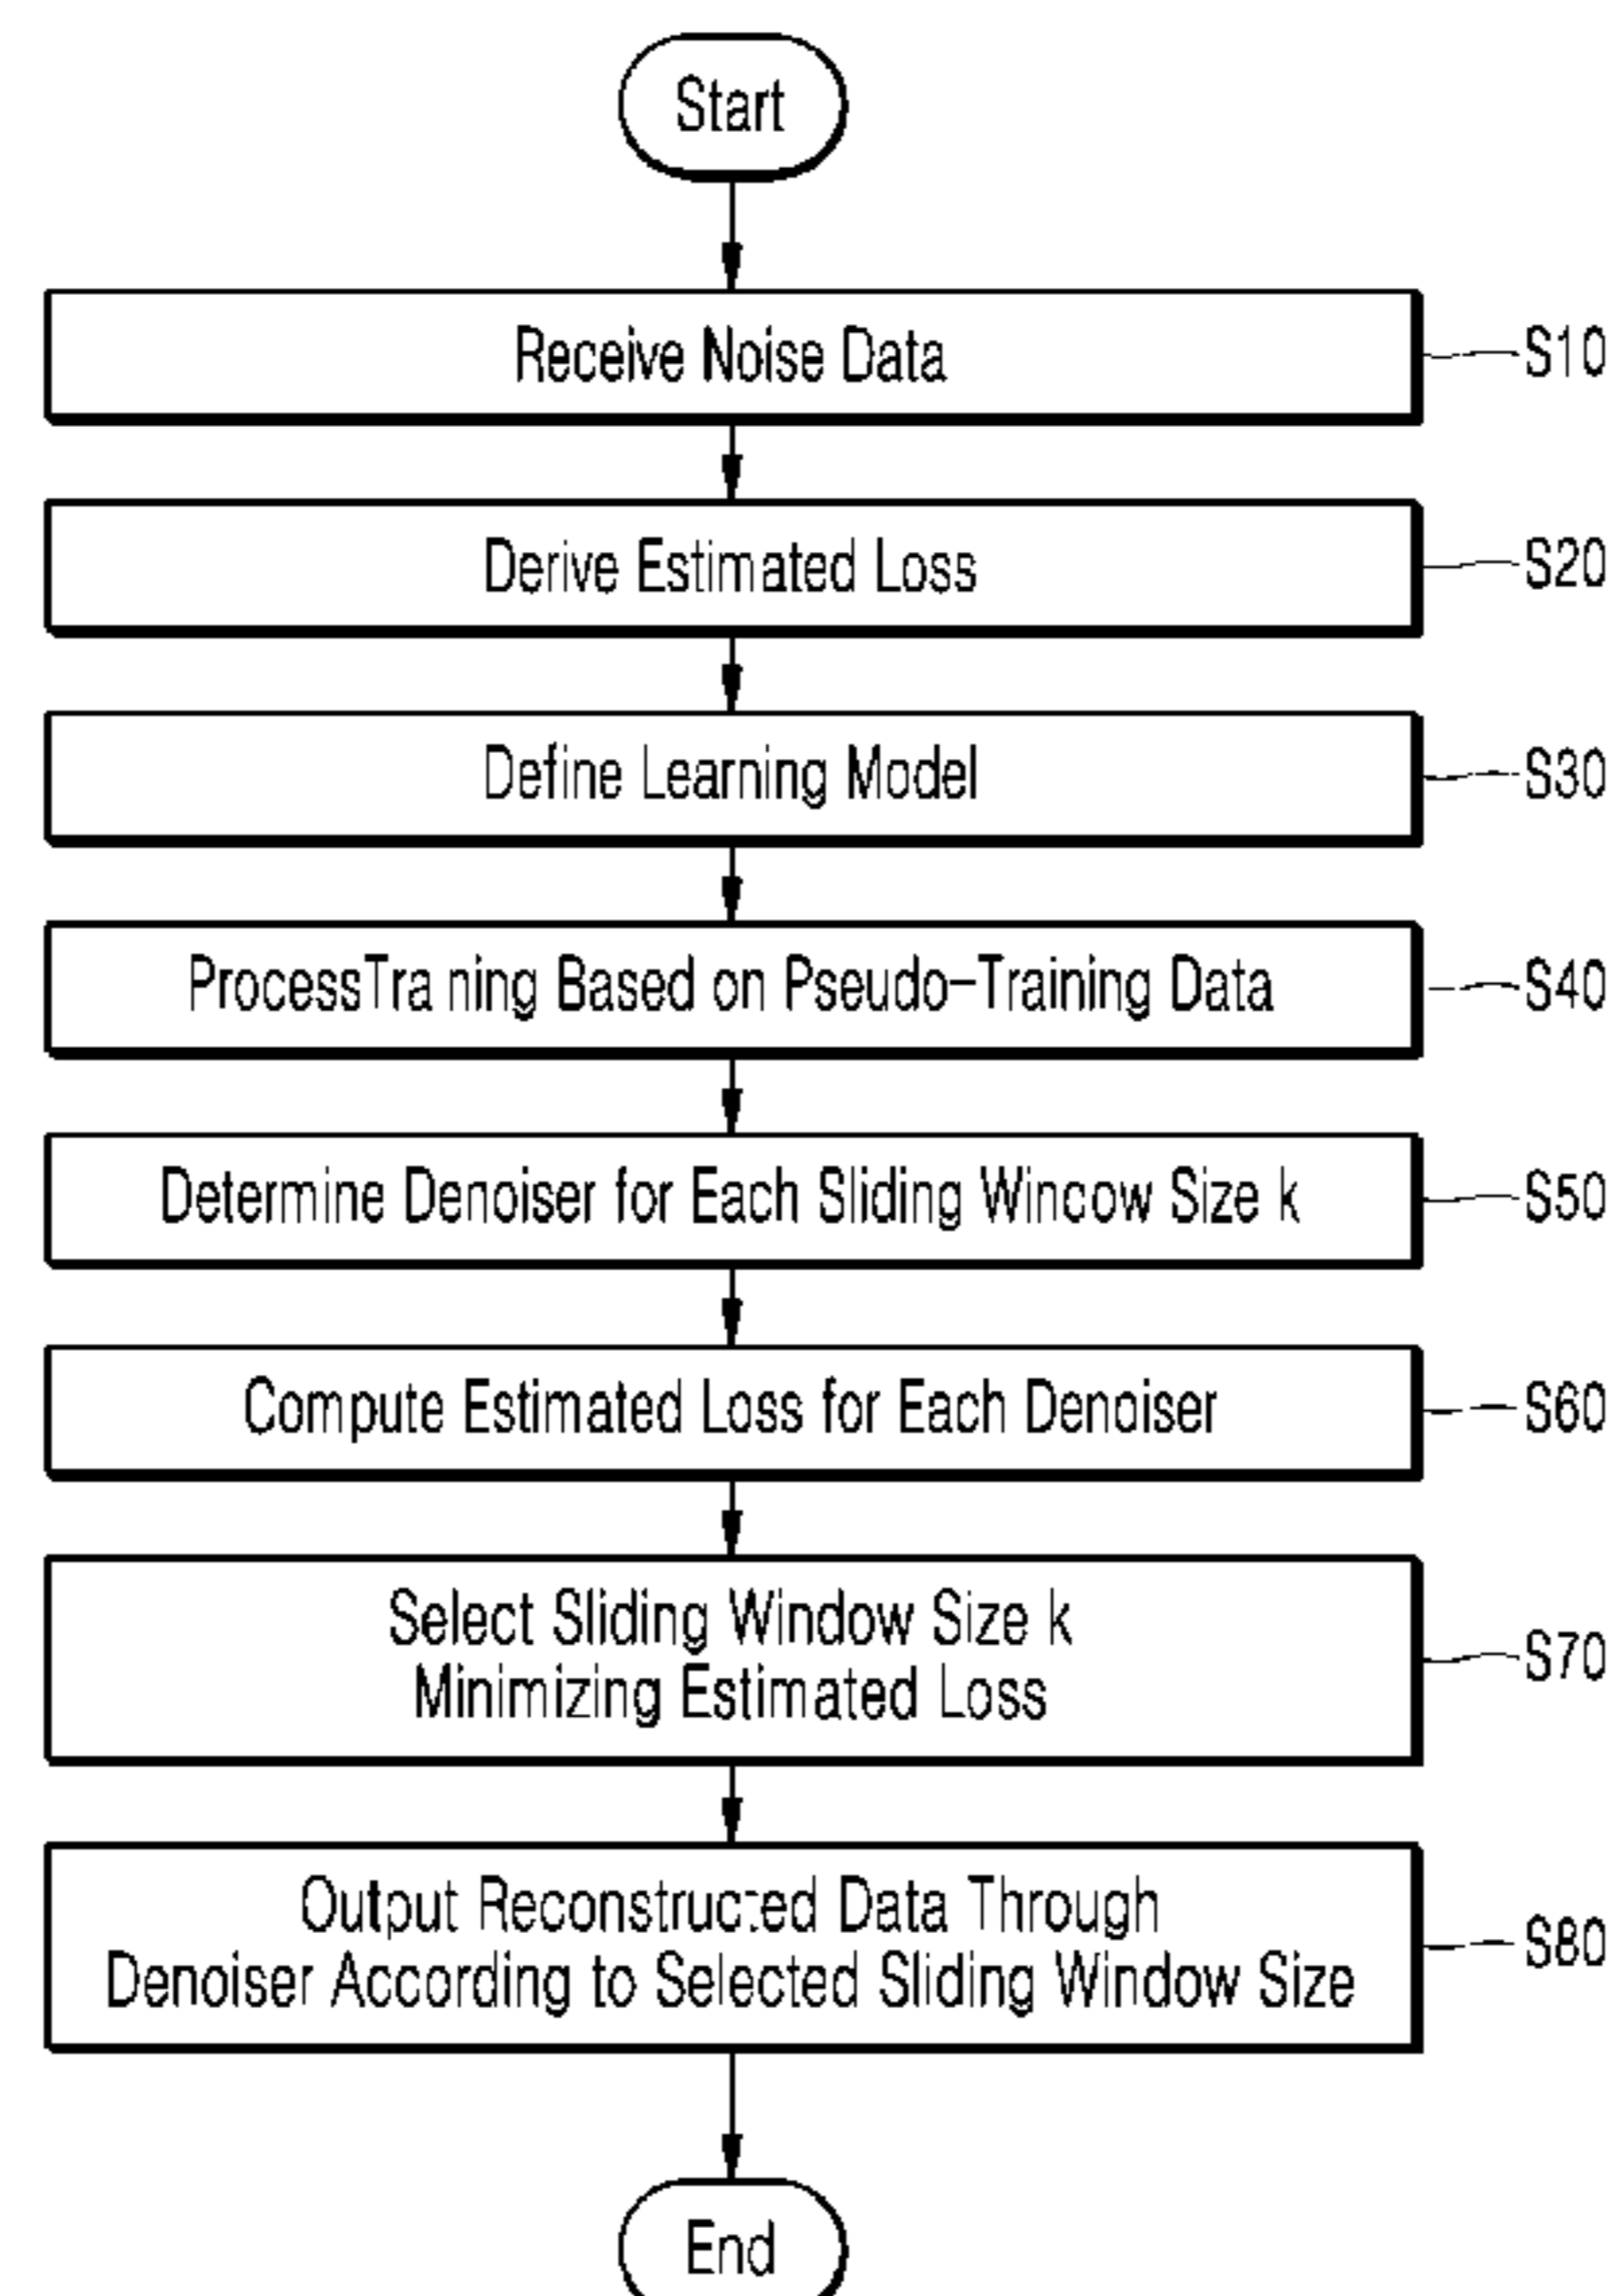 Start
Receive Noise Data
S10
Derive Estimated Loss
S20
Define Learning Model
S30
ProcessTra ning Based on Pseudo-Training Data
S40
Determine Denoiser for Each Sliding Wincow Size k
S50
Compute Estimated Loss for Each Denoiser
S60
Select Sliding Window Size k
Minimizing Estimated Loss
S70
Output Reconstructed Data Through
Denoiser According to Selected Sliding Window Size
S80
End